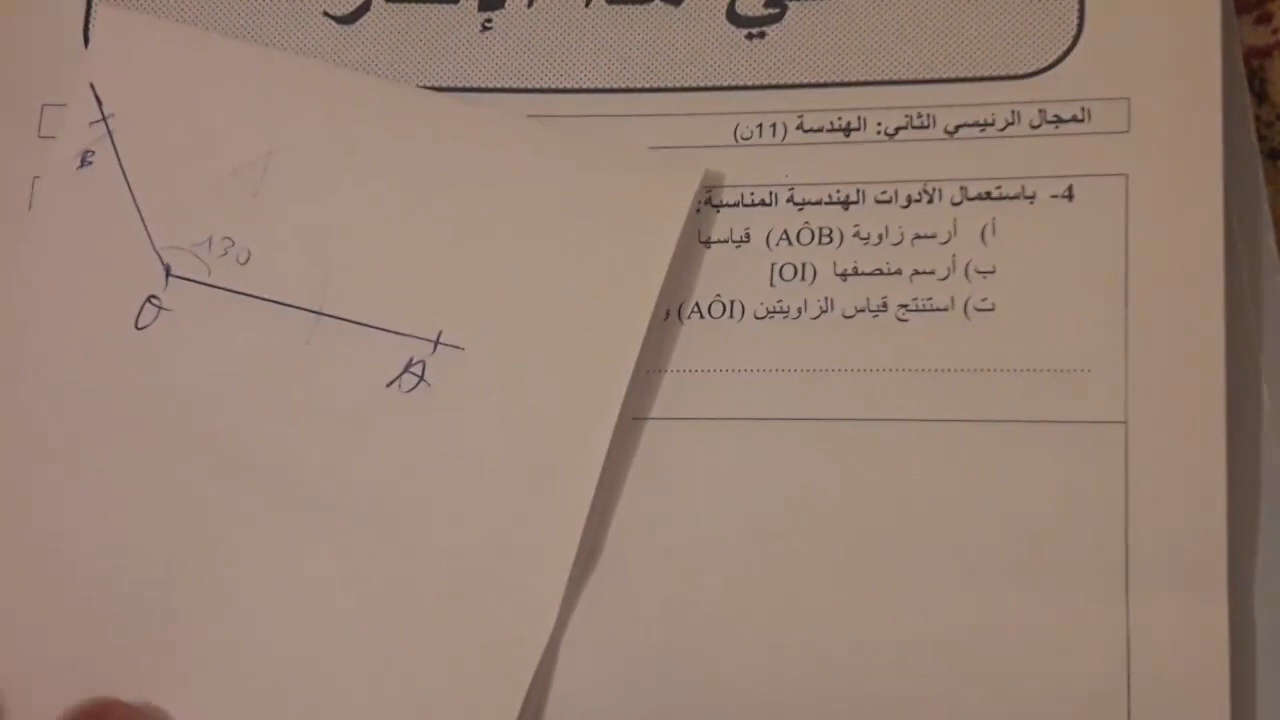 المجال الرئيسي الثاني: الهندسة (11ن)
4- باستعمال الأدوات الهندسية المناسبة:
أ) أرسم زاوية (AÔB) قياسها
ب) أرسم منصفها [OI)
ت) استنتج قياس الزاويتين (AÔI) و
B
130
O
A